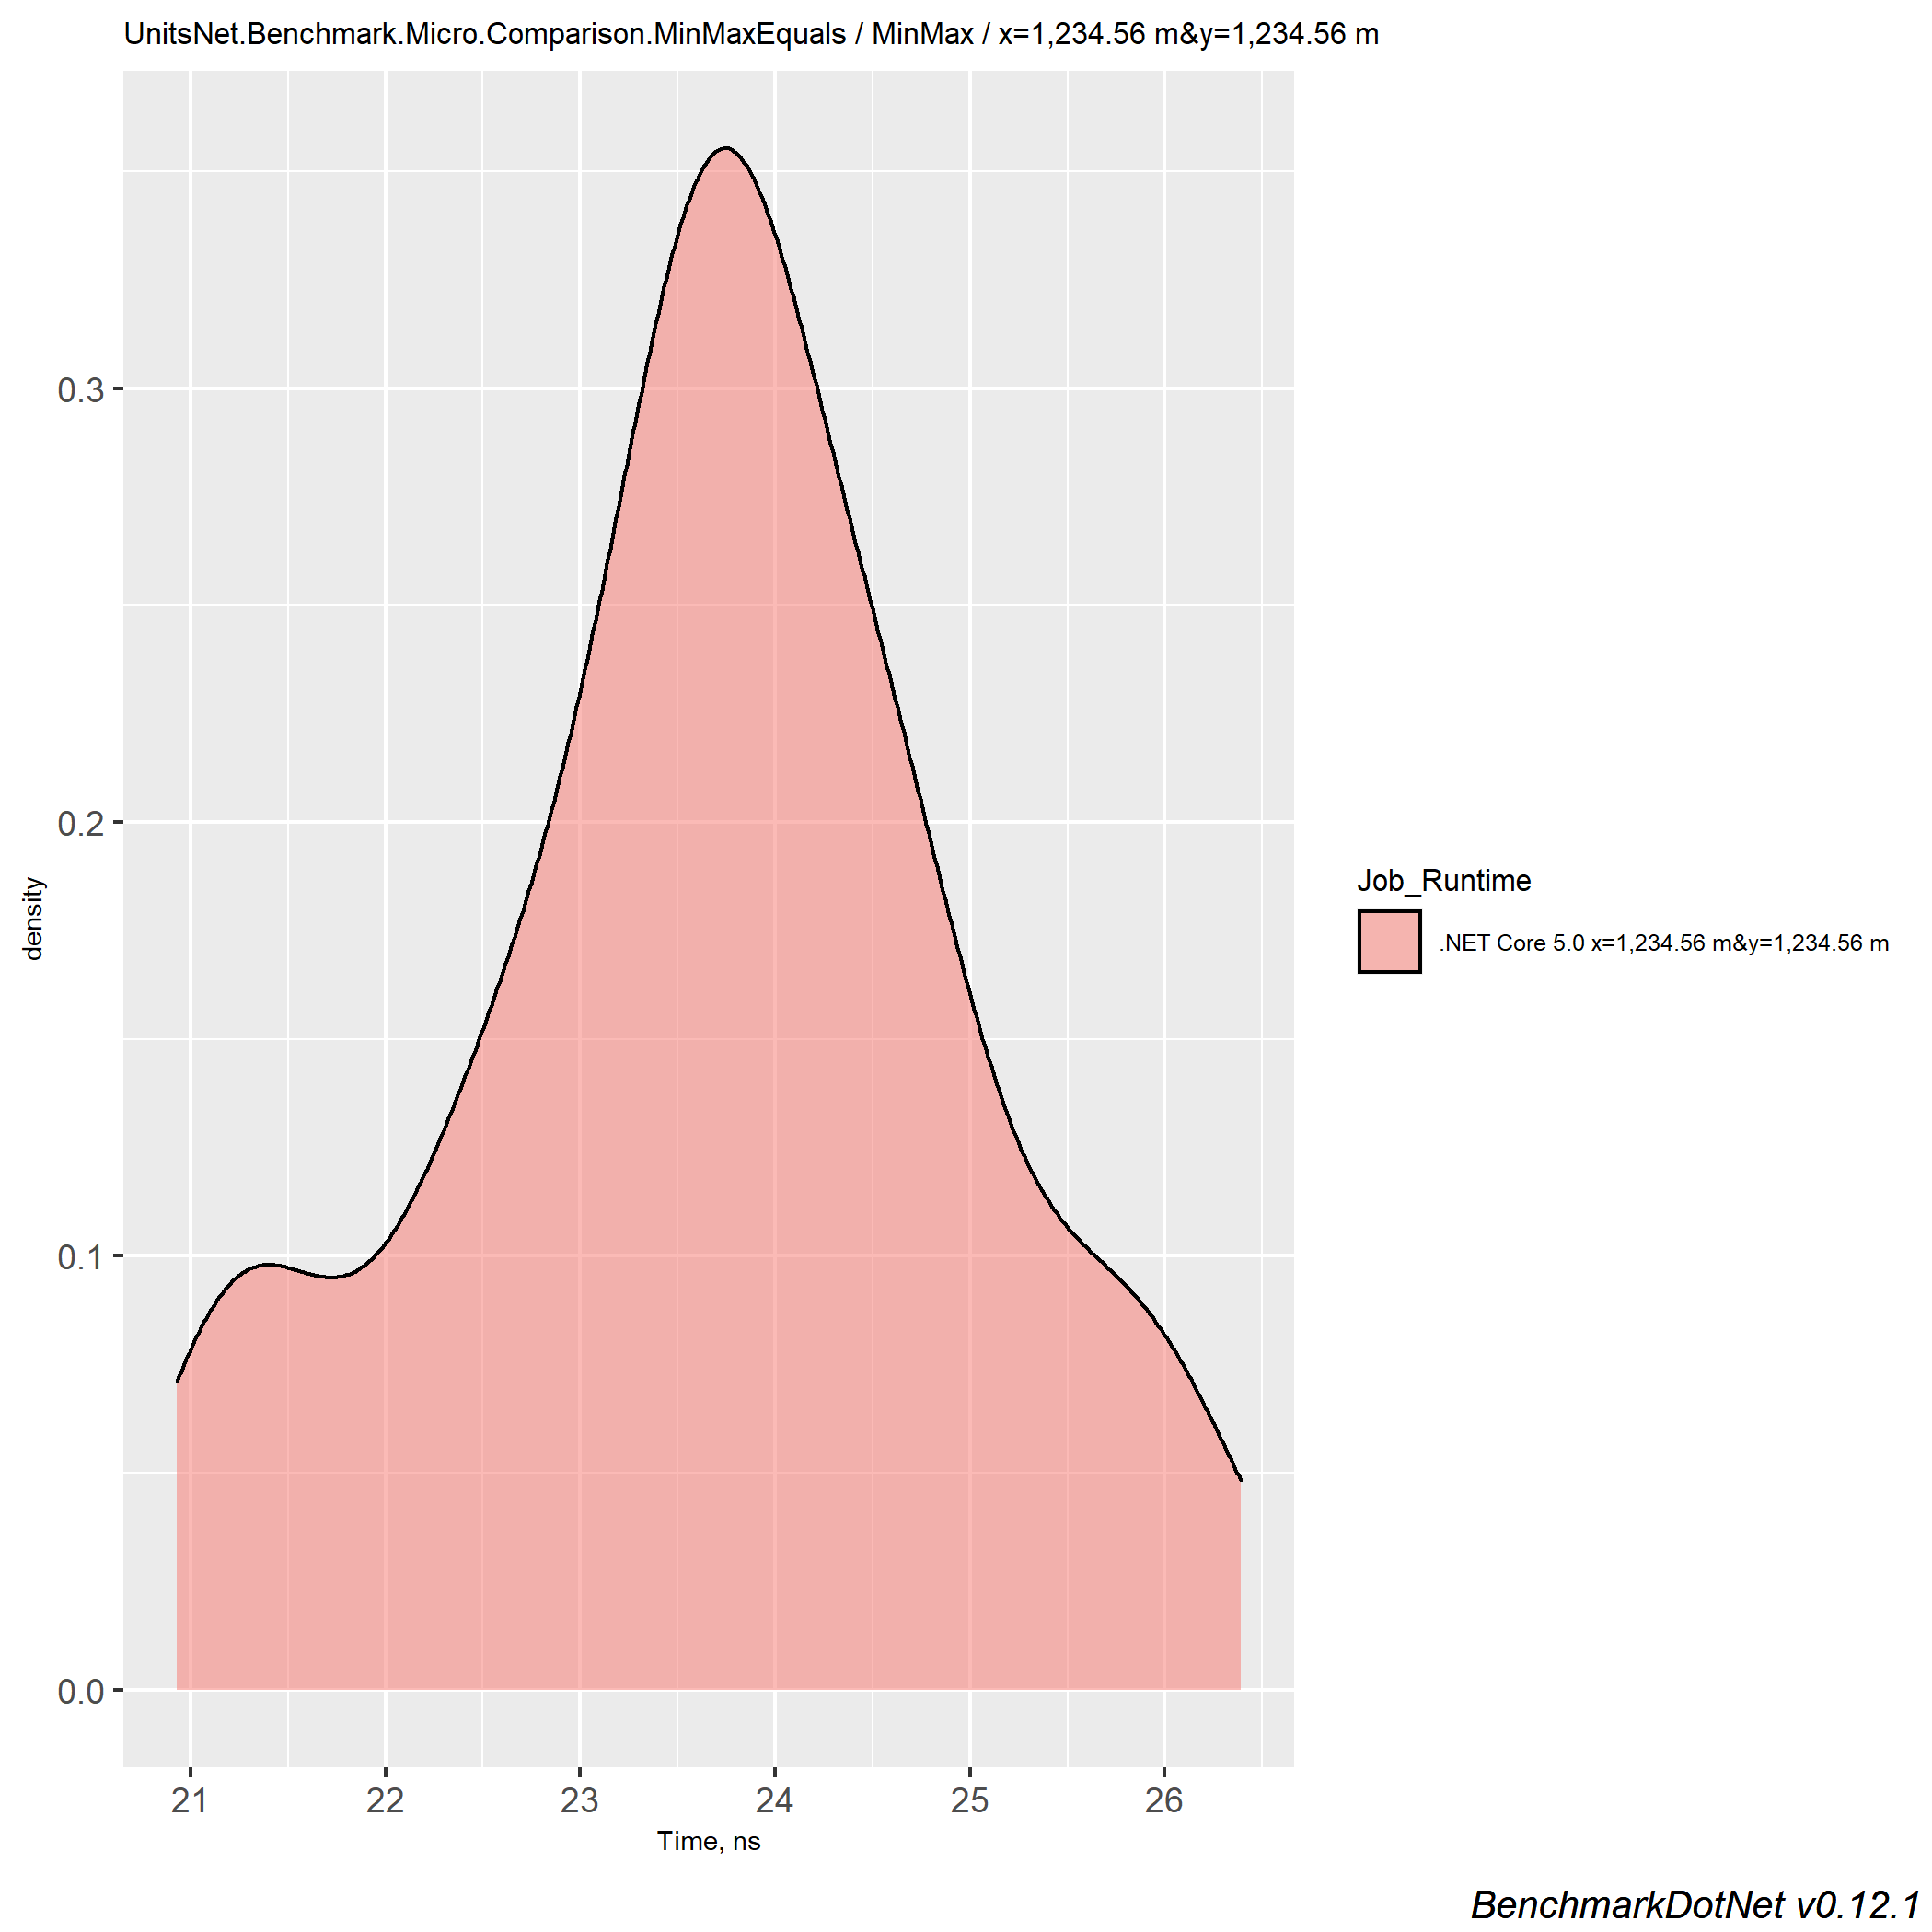 UnitsNet.Benchmark.Micro.Comparison.MinMaxEquals / MinMax / x=1,234.56 m&y=1,234.56 m
0.3
0.2
0.1
0.0
density
21 22 23 24 25 26
Time, ns
Job_Runtime
.NET Core 5.0 x=1,234.56 m&y=1,234.56 m
BenchmarkDotNet v0.12.1